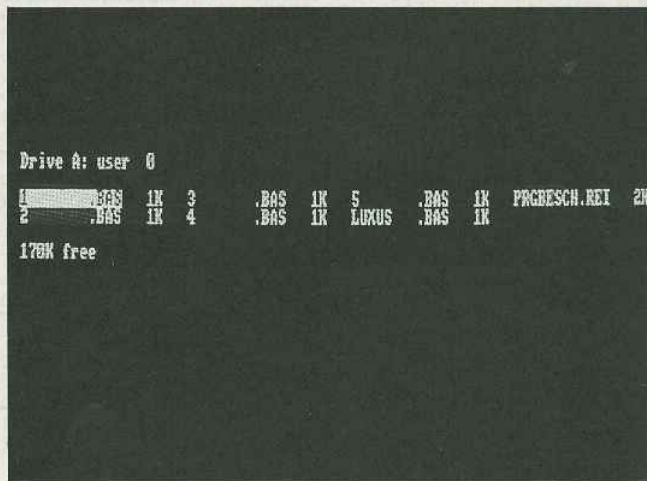 Drive A: user 0
1 .BAS 1K 3 .BAS 1K 5 .BAS 1K PRGBESCH.REI 2K
2 .BAS 1K 4 .BAS 1K LUXUS .BAS 1K
170K free